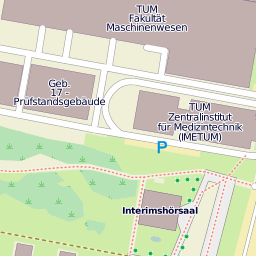 TUM
Fakultät
Maschinenwesen
Geb.
17 -
Prüfstandsgebäude
TUM
Zentralinstitut
für Medizintechnik
(IMETUM)
P
Interimshörsaal